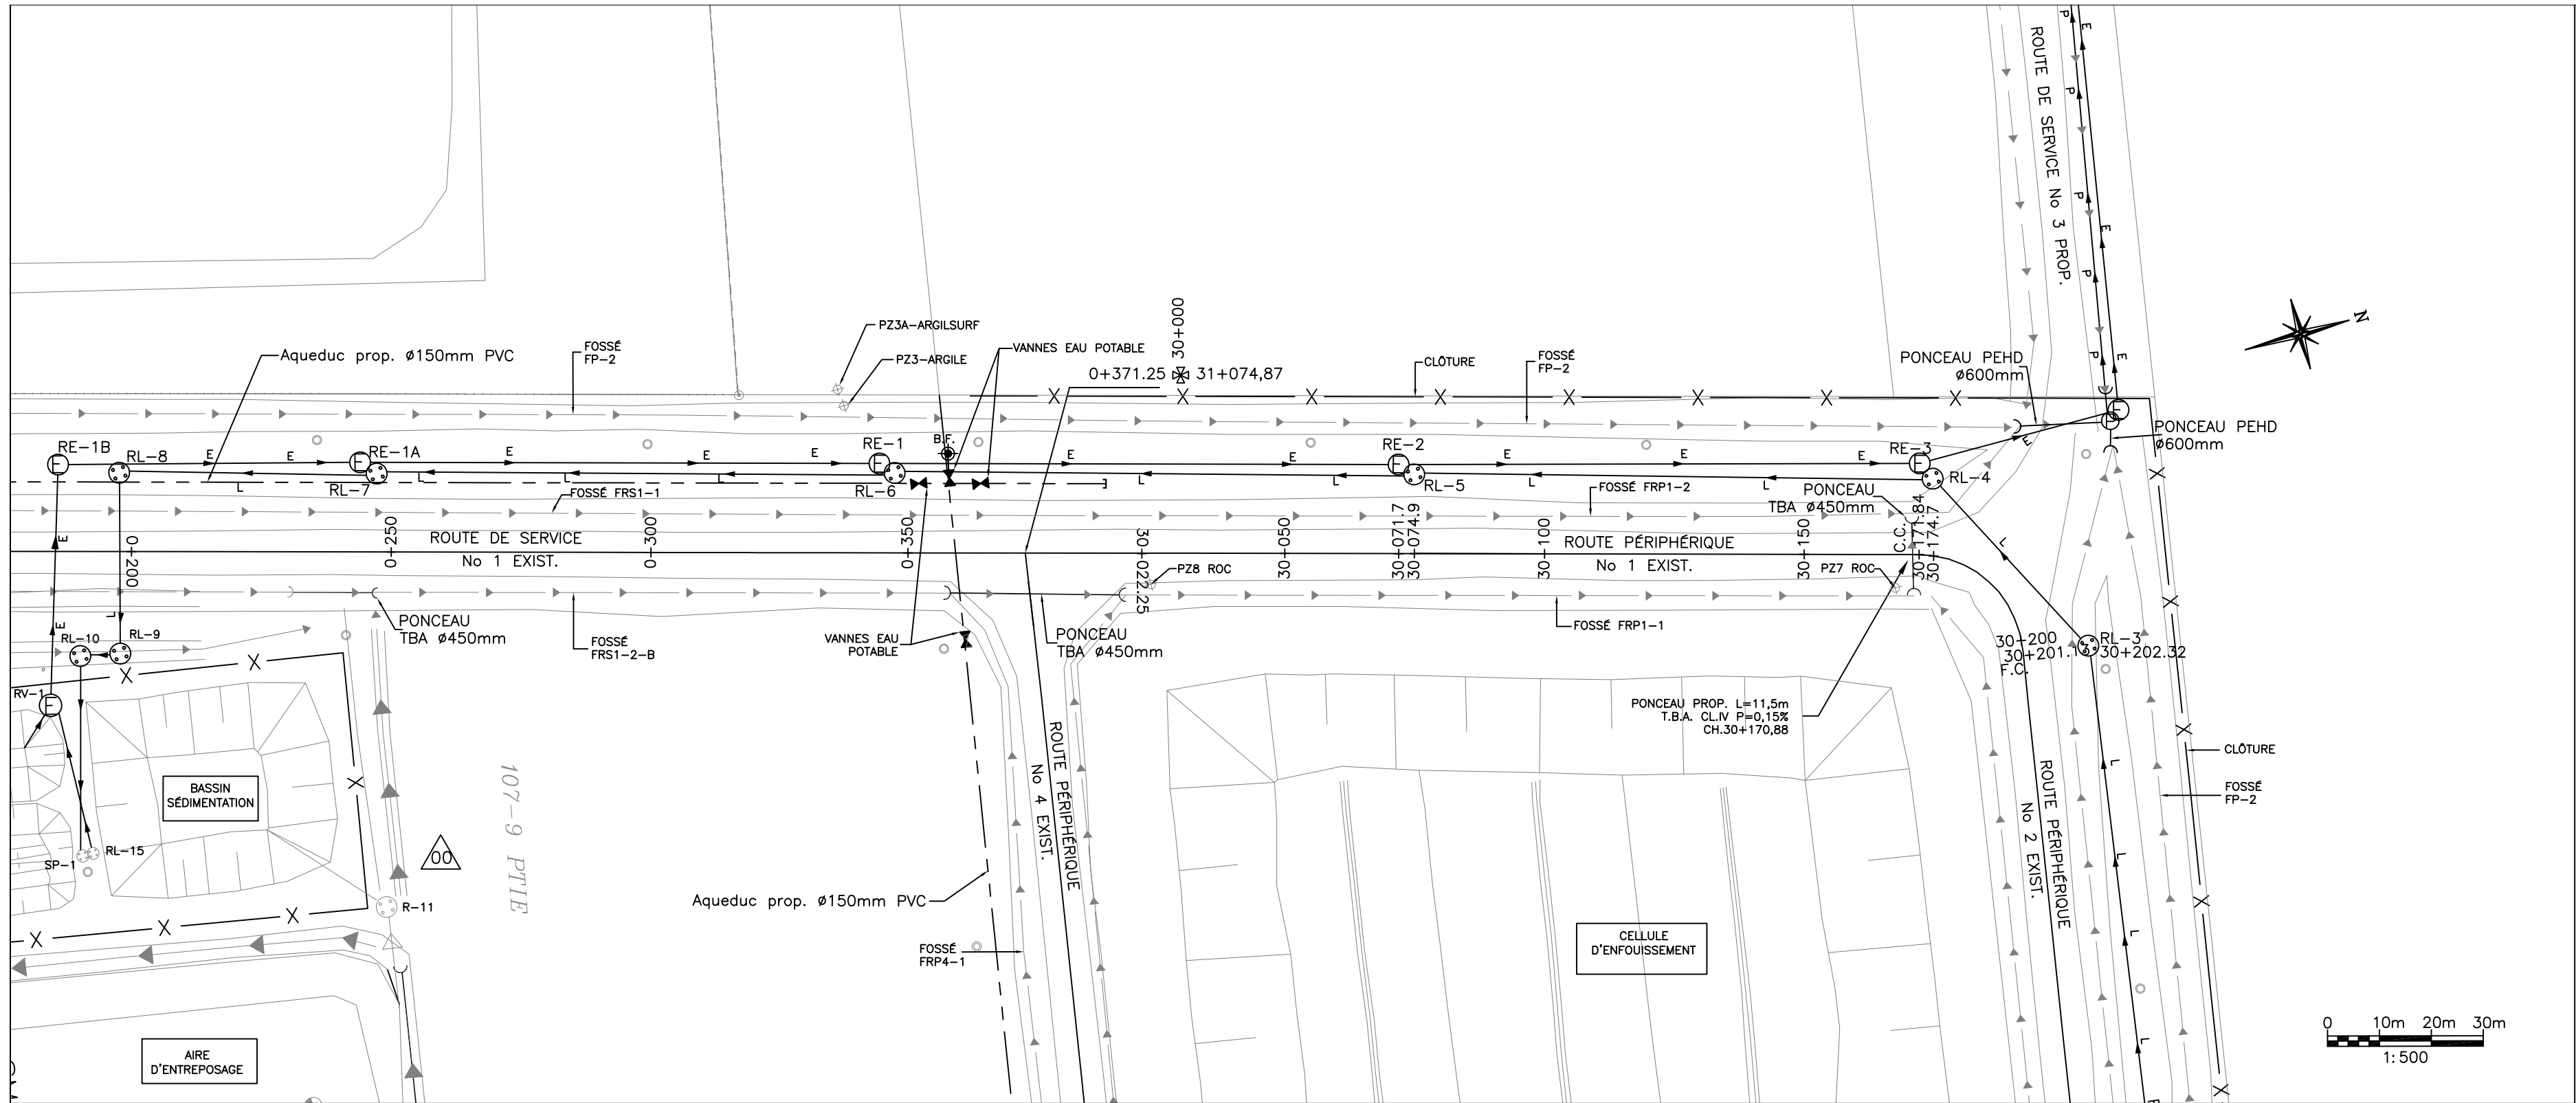 ROUTE DE SERVICE No 3 PROP.
N
PZ3A-ARGILSURF
PZ3-ARGILE
FOSSÉ
FP-2
Aqueduc prop. ø150mm PVC
VANNES EAU POTABLE
30+000
0+371.25
31+074,87
CLÔTURE
FOSSÉ
FP-2
PONCEAU PEHD
ø600mm
PONCEAU PEHD
ø600mm
RE-1B
RL-8
RE-1A
RL-7
RE-1
RL-6
B.F.
RE-2
RL-5
RE-3
RL-4
FOSSÉ FRS1-1
FOSSÉ FRP1-2
PONCEAU
TBA ø450mm
0+200
0+250
0+300
0+350
30+022.25
30+050
30+071.7
30+074.9
30+100
30+150
C.C.
30+171.84
30+174.7
ROUTE DE SERVICE
No 1 EXIST.
ROUTE PÉRIPHÉRIQUE
No 1 EXIST.
PZ8 ROC
PZ7 ROC
PONCEAU
TBA ø450mm
FOSSÉ
FRS1-2-B
VANNES EAU
POTABLE
PONCEAU
TBA ø450mm
FOSSÉ FRP1-1
RL-10
RL-9
RV-1
30+200
30+201.13
F.C.
RL-3
30+202.32
PONCEAU PROP. L=11,5m
T.B.A. CL.IV P=0,15%
CH.30+170,88
BASSIN
SÉDIMENTATION
SP-1
RL-15
R-11
00
107-9 PTIE
ROUTE PÉRIPHÉRIQUE
No 4 EXIST.
Aqueduc prop. ø150mm PVC
FOSSÉ
FRP4-1
CELLULE
D'ENFOUISSEMENT
ROUTE PÉRIPHÉRIQUE
No 2 EXIST.
CLÔTURE
FOSSÉ
FP-2
AIRE
D'ENTREPOSAGE
0 10m 20m 30m
1:500